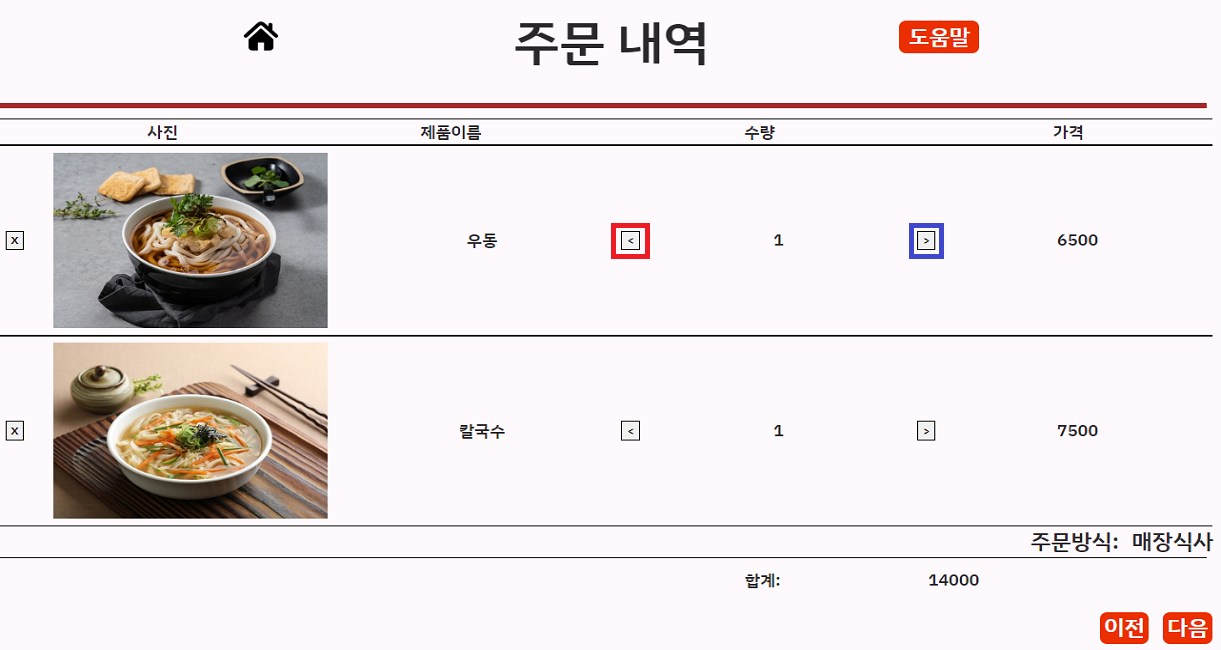 주문 내역 도움말
사진 제품이름 수량 가격
x 우동 < 1 > 6500
x 칼국수 < 1 > 7500
주문방식: 매장식사
합계: 14000
이전 다음